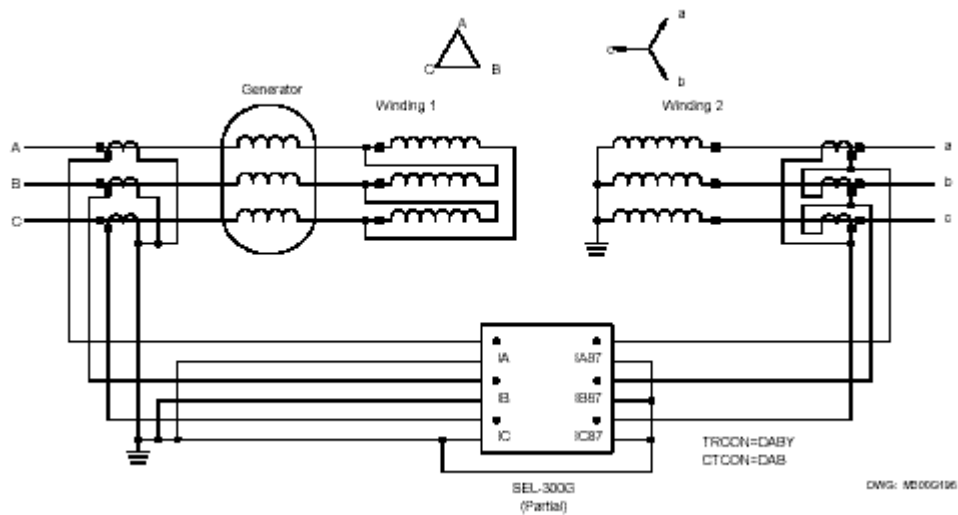 A
a
C
B
c
b
Generator
Winding 1
Winding 2
A
a
B
b
C
c
IA
IA87
IB
IB87
IC
IC87
TRCON=DABY
CTCON=DAB
SEL-300G
(Partial)
DWG: M300G196